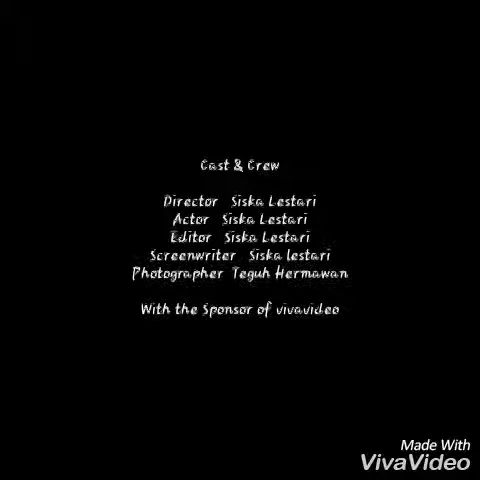 Cast & Crew
Director Siska Lestari
Actor Siska Lestari
Editor Siska Lestari
Screenwriter Siska lestari
Photographer Teguh Hermawan
With the Sponsor of vivavideo
Made With
VivaVideo